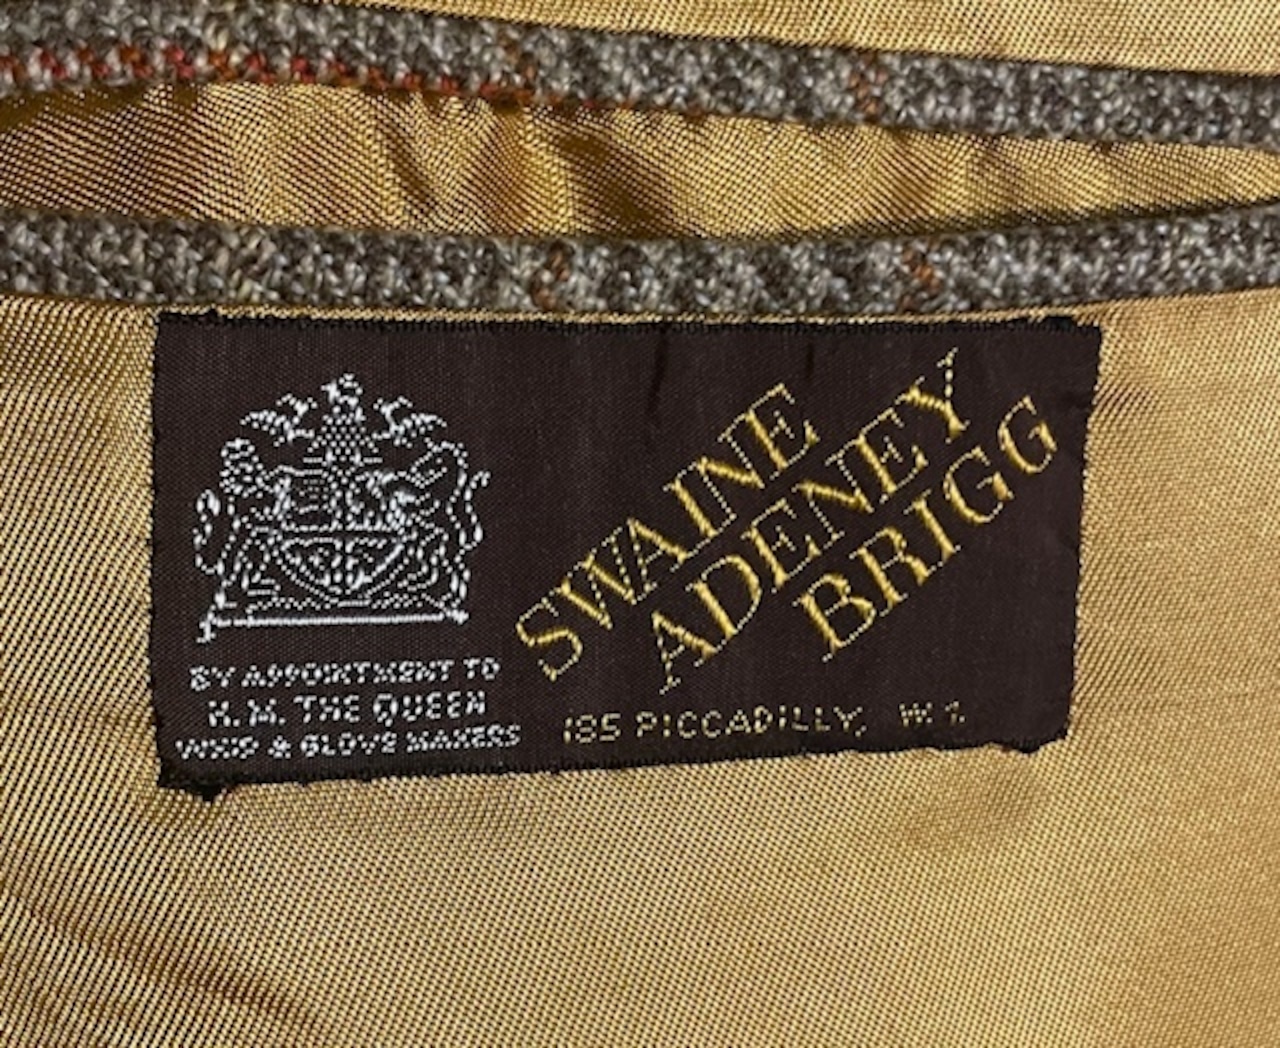 SWAINE
ADENEY
BRIGG
BY APPOINTMENT TO
H.M. THE QUEEN
WHIP & GLOVE MAKERS
185 PICCADILLY, W.1.